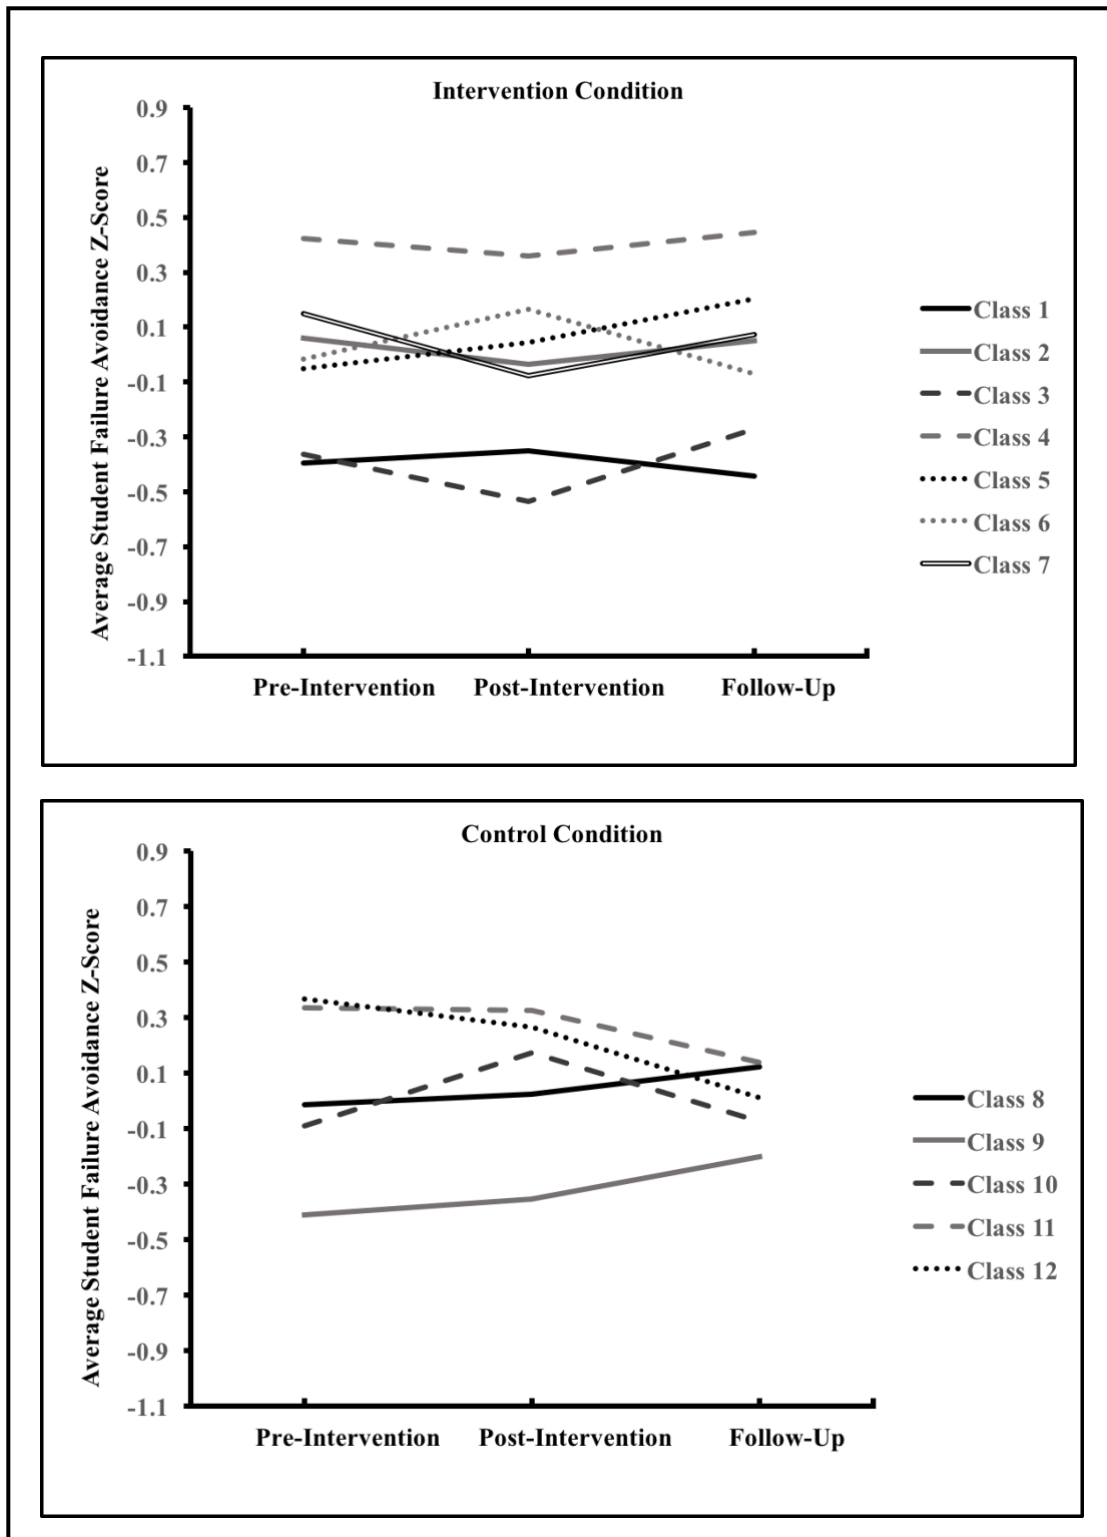 Intervention Condition
Average Student Failure Avoidance Z-Score
0.9
0.7
0.5
0.3
0.1
-0.1
-0.3
-0.5
-0.7
-0.9
-1.1
Pre-Intervention Post-Intervention Follow-Up
Class 1
Class 2
Class 3
Class 4
Class 5
Class 6
Class 7
Control Condition
Average Student Failure Avoidance Z-Score
0.9
0.7
0.5
0.3
0.1
-0.1
-0.3
-0.5
-0.7
-0.9
-1.1
Pre-Intervention Post-Intervention Follow-Up
Class 8
Class 9
Class 10
Class 11
Class 12